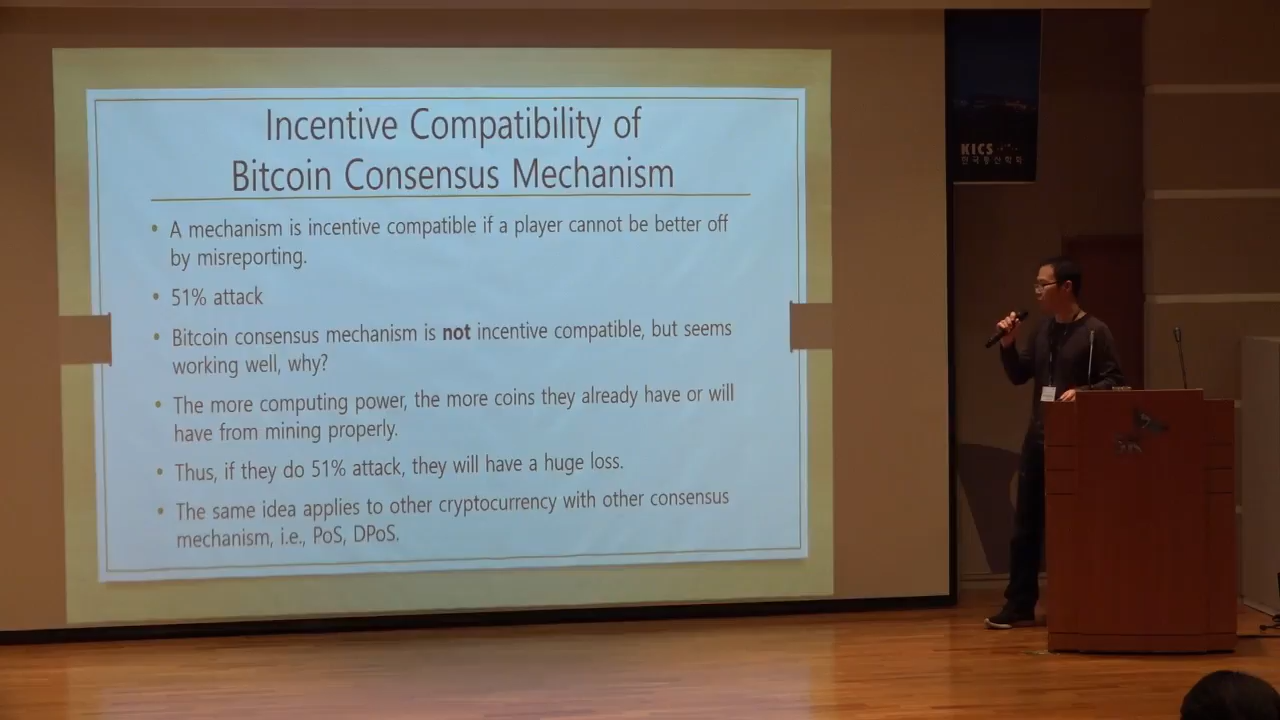 Incentive Compatibility of
Bitcoin Consensus Mechanism
• A mechanism is incentive compatible if a player cannot be better off
by misreporting.
• 51% attack
• Bitcoin consensus mechanism is not incentive compatible, but seems
working well, why?
• The more computing power, the more coins they already have or will
have from mining properly.
• Thus, if they do 51% attack, they will have a huge loss.
• The same idea applies to other cryptocurrency with other consensus
mechanism, i.e., PoS, DPoS.
KICS
한국통신학회